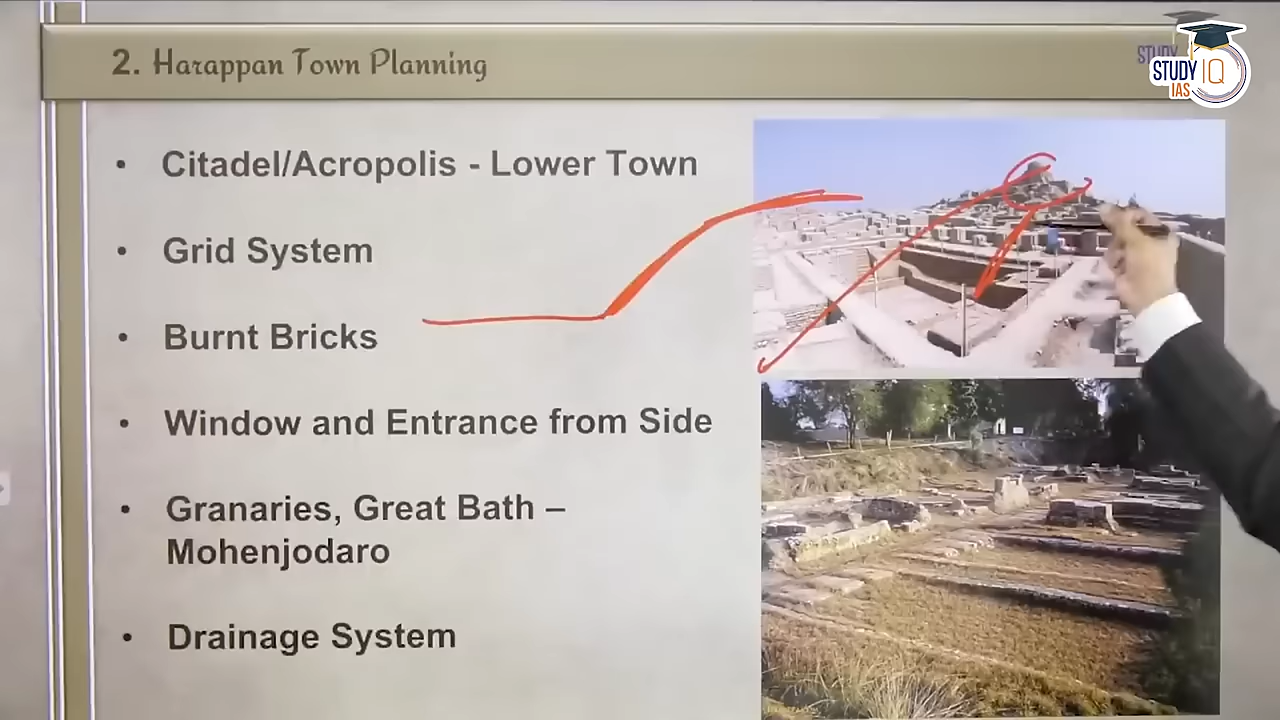 2. Harappan Town Planning
STUDY
STUDY IQ
IAS
• Citadel/Acropolis - Lower Town
• Grid System
• Burnt Bricks
• Window and Entrance from Side
• Granaries, Great Bath –
Mohenjodaro
• Drainage System